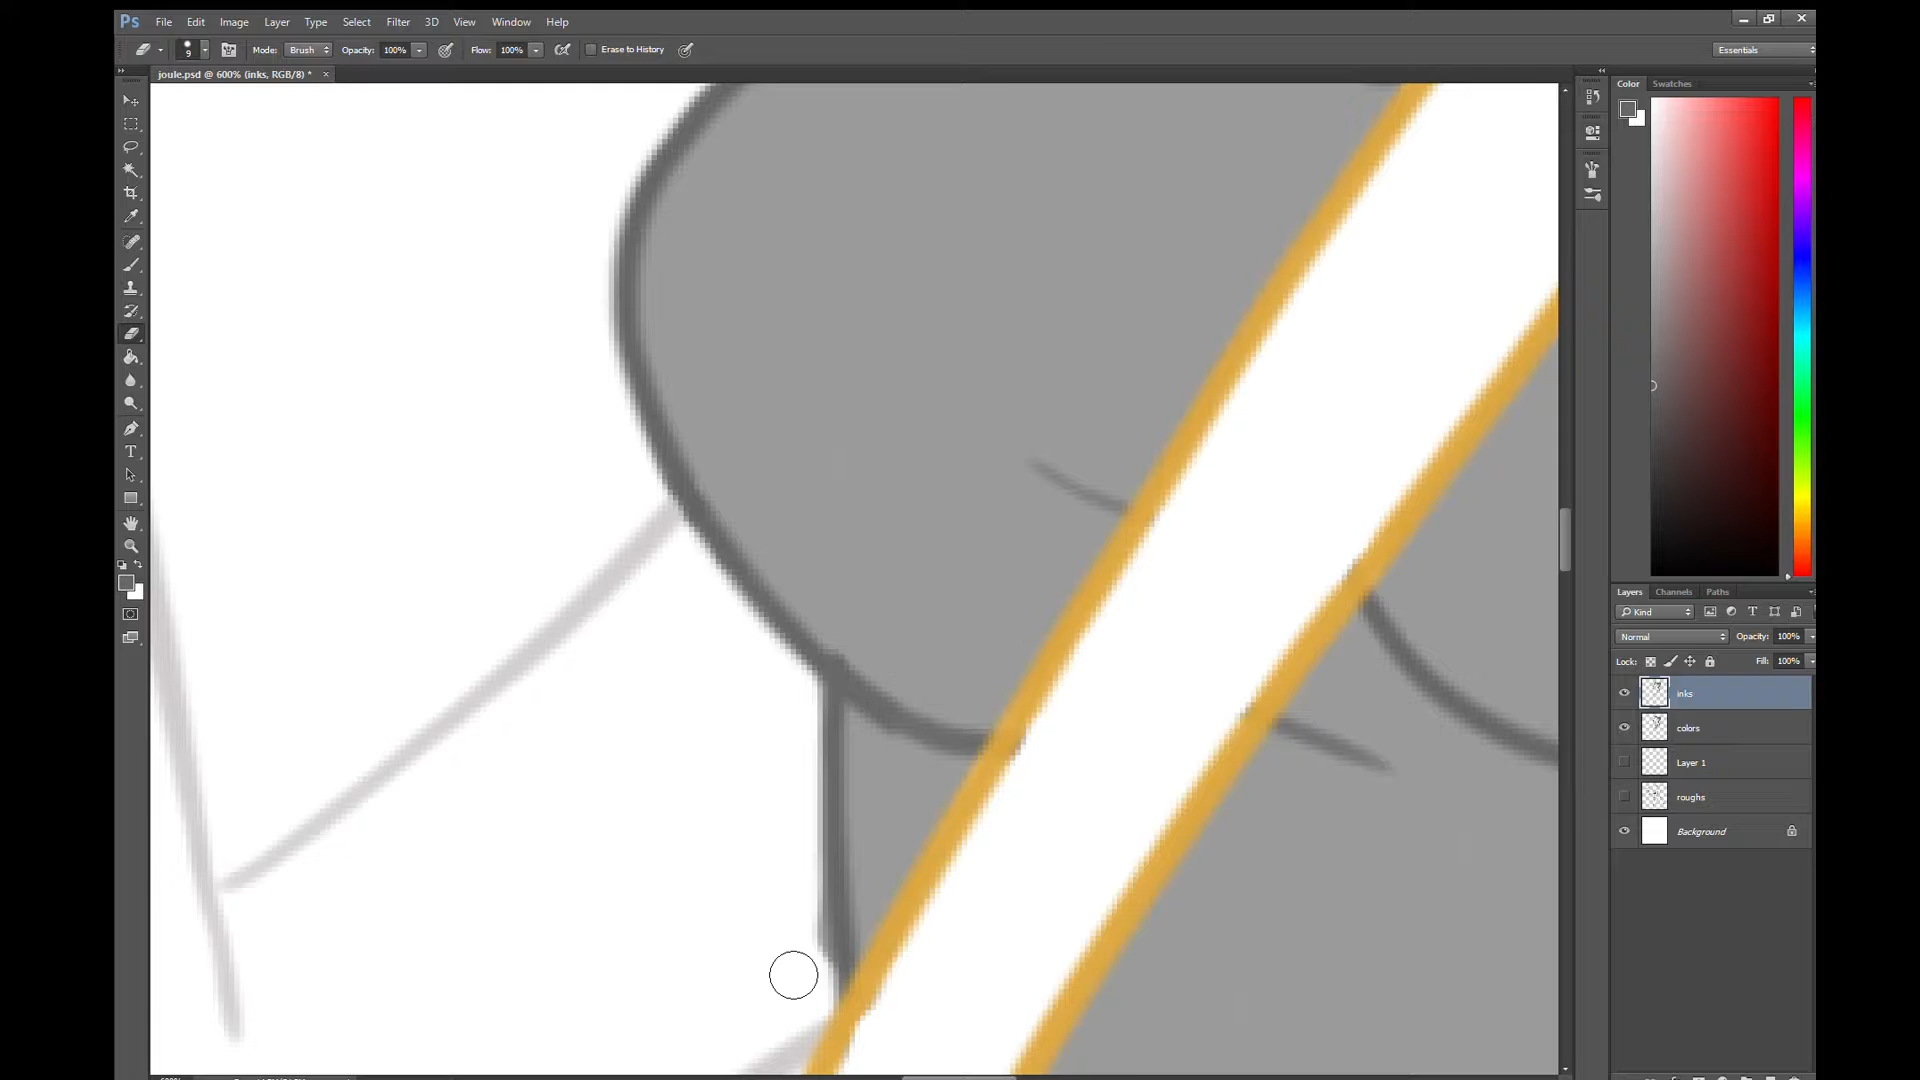 Ps File Edit Image Layer Type Select Filter 3D View Window Help
9 Mode: Brush Opacity: 100% Flow: 100% Erase to History Essentials
joule.psd @ 600% (inks, RGB/8) * ×
Color Swatches
Layers Channels Paths
Kind
Normal Opacity: 100%
Lock: Fill: 100%
inks
colors
Layer 1
roughs
Background